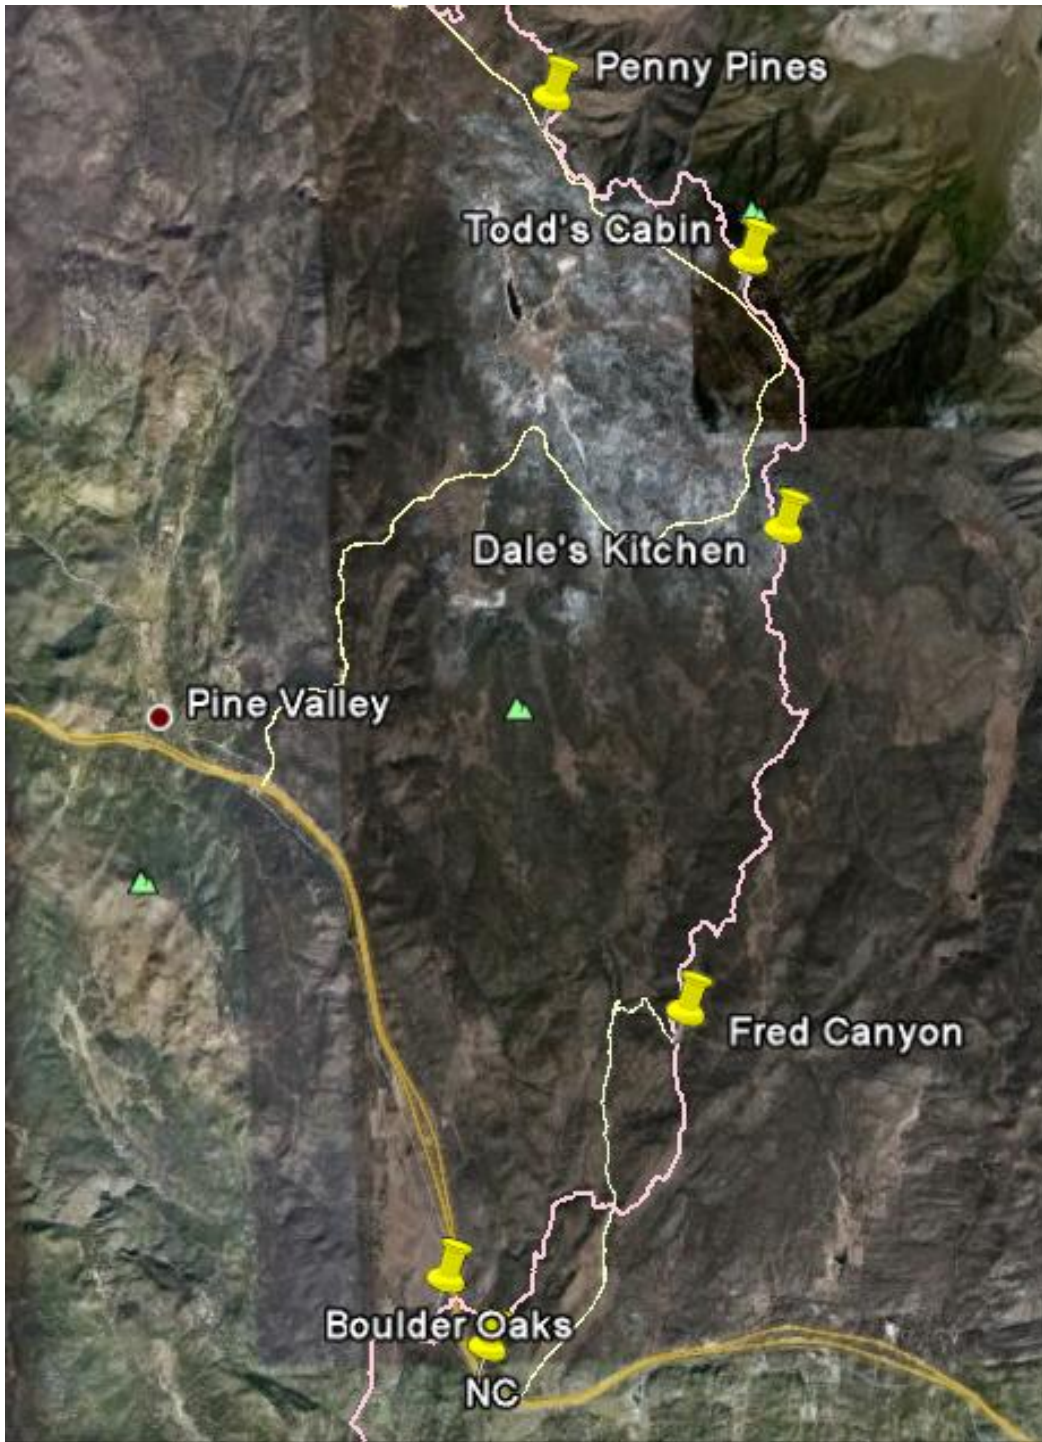 Penny Pines
Todd's Cabin
Dale's Kitchen
Pine Valley
Fred Canyon
Boulder Oaks
NC